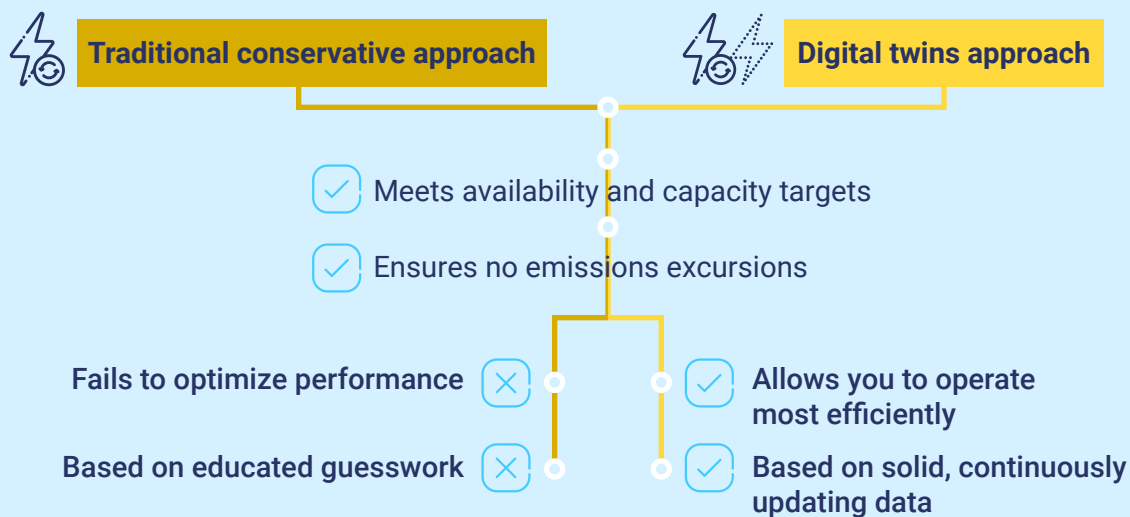 Traditional conservative approach
Digital twins approach
Meets availability and capacity targets
Ensures no emissions excursions
Fails to optimize performance
Allows you to operate
most efficiently
Based on educated guesswork
Based on solid, continuously
updating data